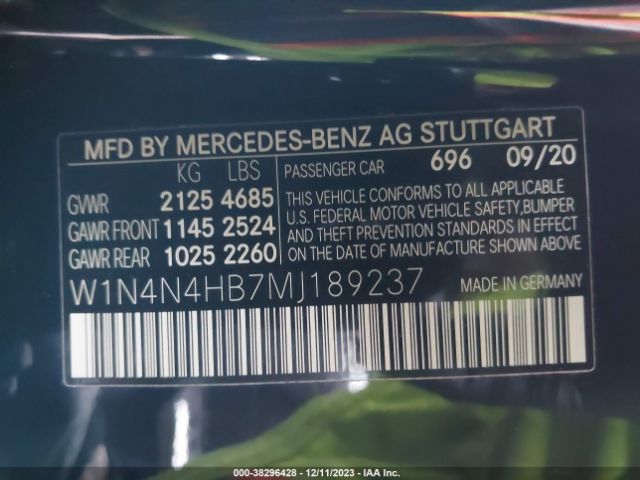 MFD BY MERCEDES-BENZ AG STUTTGART
KG LBS PASSENGER CAR 696 09/20
GVWR 2125 4685
GAWR FRONT 1145 2524
GAWR REAR 1025 2260
THIS VEHICLE CONFORMS TO ALL APPLICABLE
U.S. FEDERAL MOTOR VEHICLE SAFETY,BUMPER
AND THEFT PREVENTION STANDARDS IN EFFECT
ON THE DATE OF MANUFACTURE SHOWN ABOVE
W1N4N4HB7MJ189237 MADE IN GERMANY
000-38296428 - 12/11/2023 - IAA Inc.